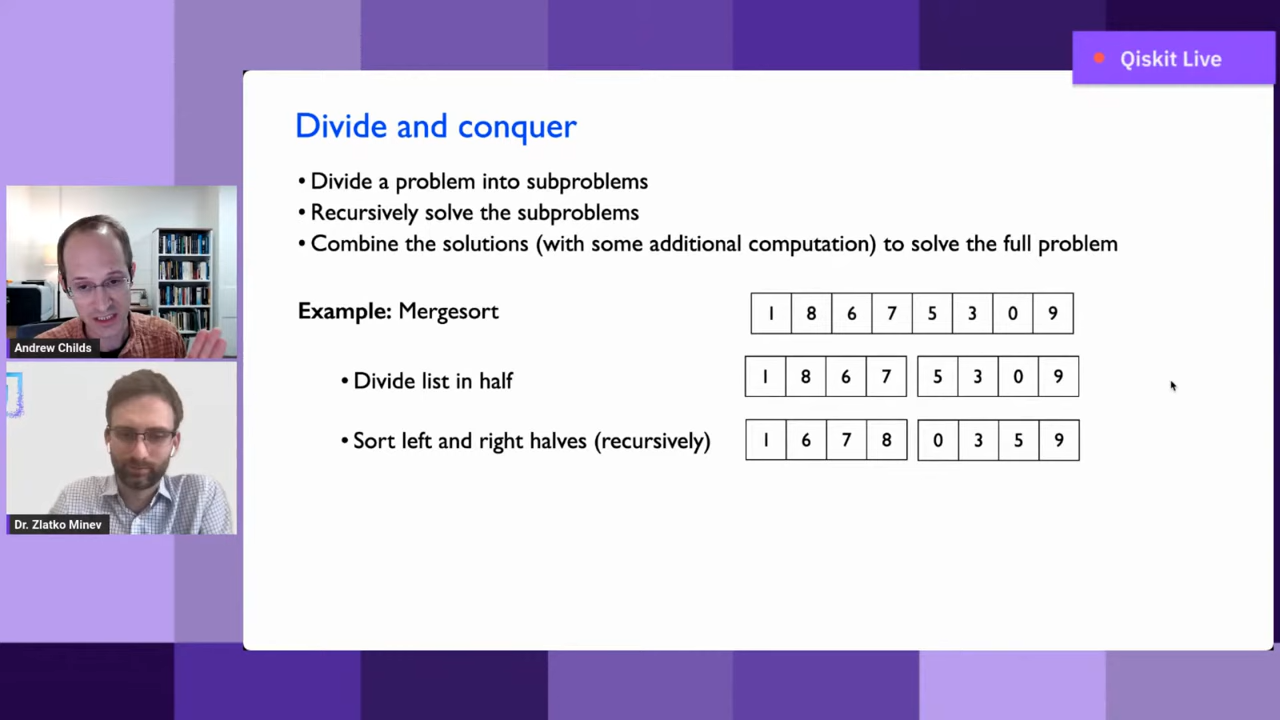 Qiskit Live
Divide and conquer
• Divide a problem into subproblems
• Recursively solve the subproblems
• Combine the solutions (with some additional computation) to solve the full problem
Example: Mergesort
1 8 6 7 5 3 0 9
• Divide list in half
1 8 6 7 5 3 0 9
• Sort left and right halves (recursively)
1 6 7 8 0 3 5 9
Andrew Childs
Dr. Zlatko Minev